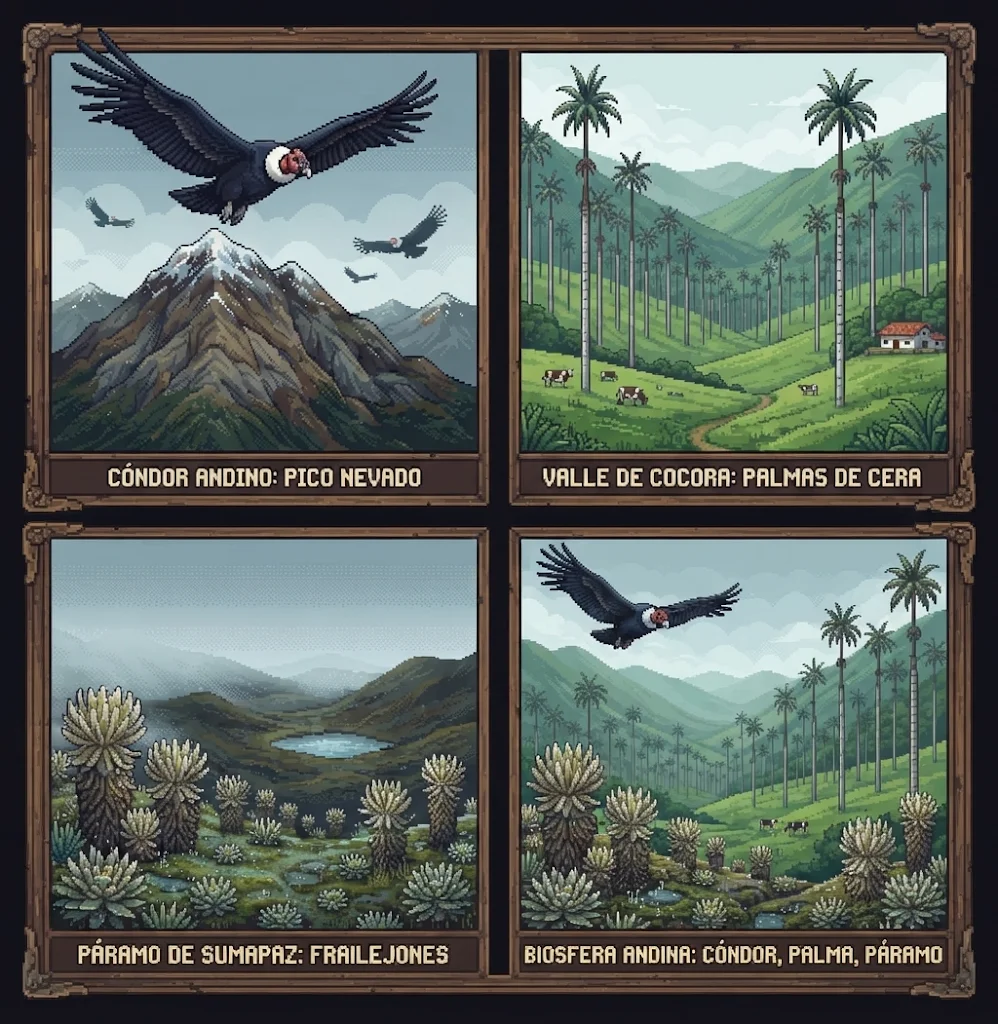 CÓNDOR ANDINO: PICO NEVADO
VALLE DE COCORA: PALMAS DE CERA
PÁRAMO DE SUMAPAZ: FRAILEJONES
BIOSFERA ANDINA: CÓNDOR, PALMA, PÁRAMO